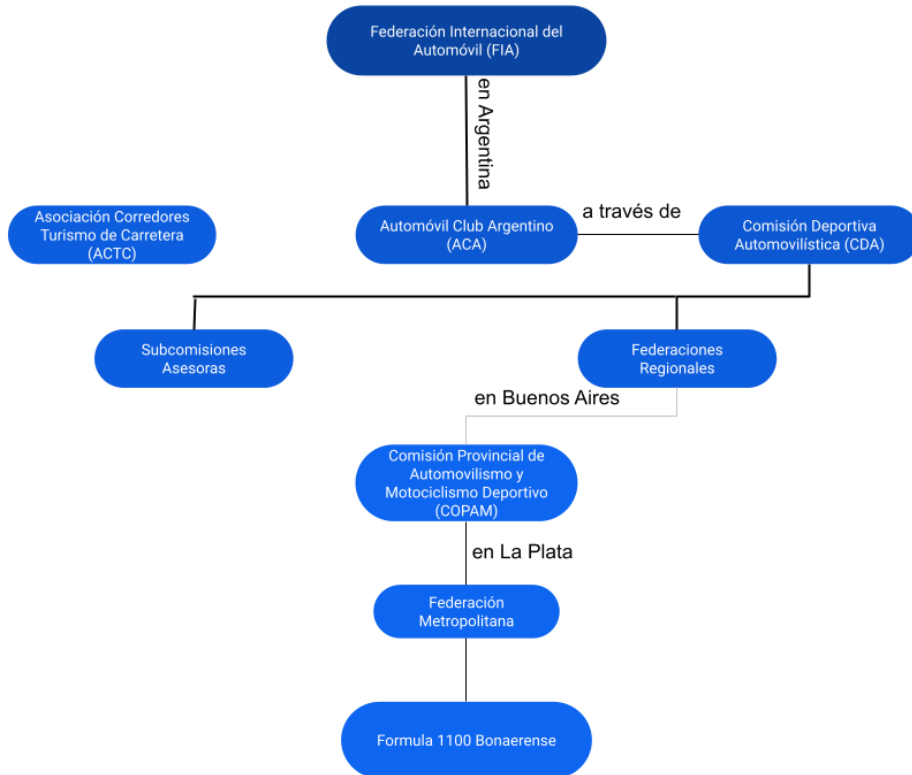 Federación Internacional del
Automóvil (FIA)
en Argentina
Asociación Corredores
Turismo de Carretera
(ACTC)
Automóvil Club Argentino
(ACA)
a través de
Comisión Deportiva
Automovilística (CDA)
Subcomisiones
Asesoras
Federaciones
Regionales
en Buenos Aires
Comisión Provincial de
Automovilismo y
Motociclismo Deportivo
(COPAM)
en La Plata
Federación
Metropolitana
Formula 1100 Bonaerense